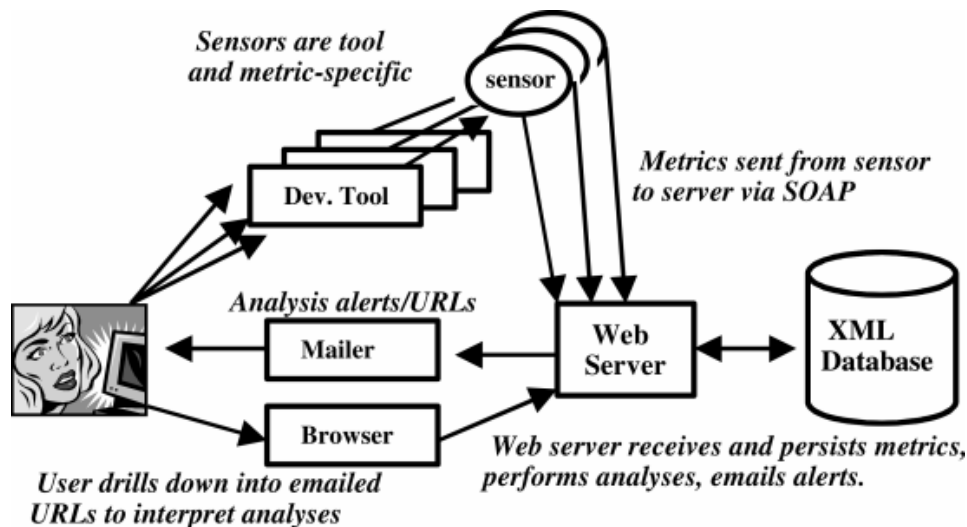 Sensors are tool
and metric-specific
sensor
Metrics sent from sensor
to server via SOAP
Dev. Tool
Analysis alerts/URLs
Mailer
Web
Server
XML
Database
Browser
Web server receives and persists metrics,
performs analyses, emails alerts.
User drills down into emailed
URLs to interpret analyses